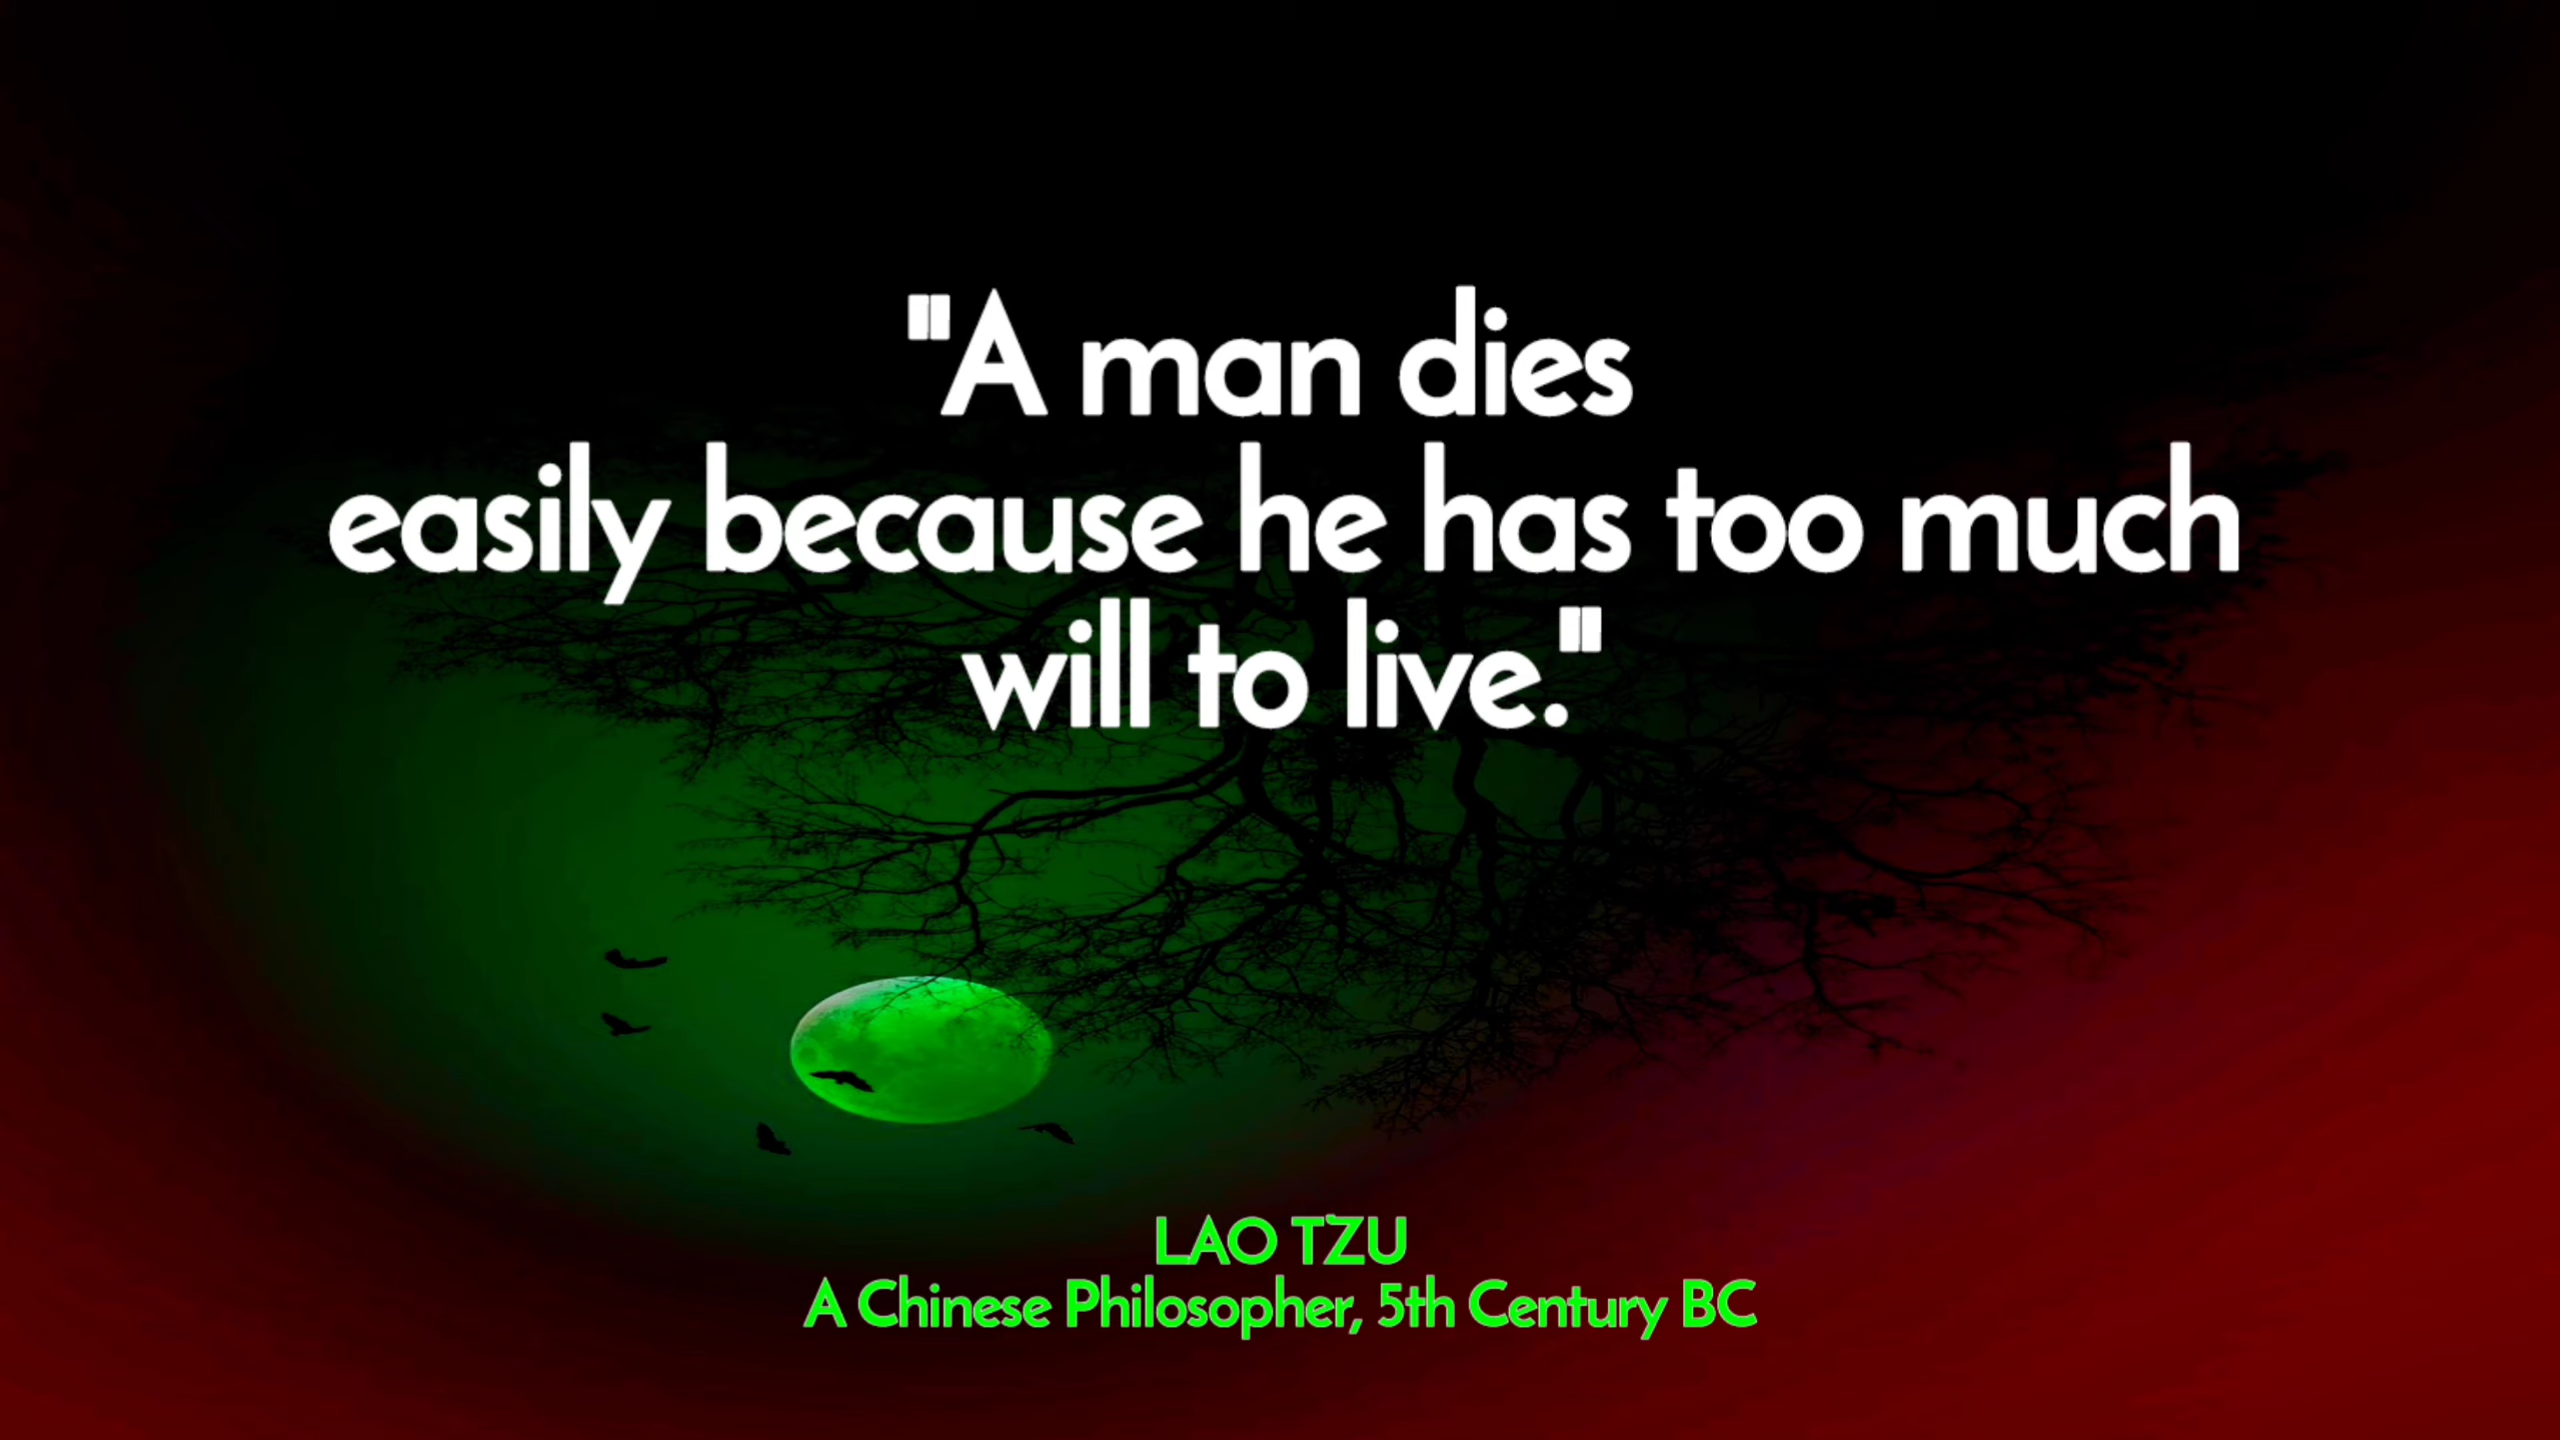 "A man dies
easily because he has too much
will to live."
LAO TZU
A Chinese Philosopher, 5th Century BC